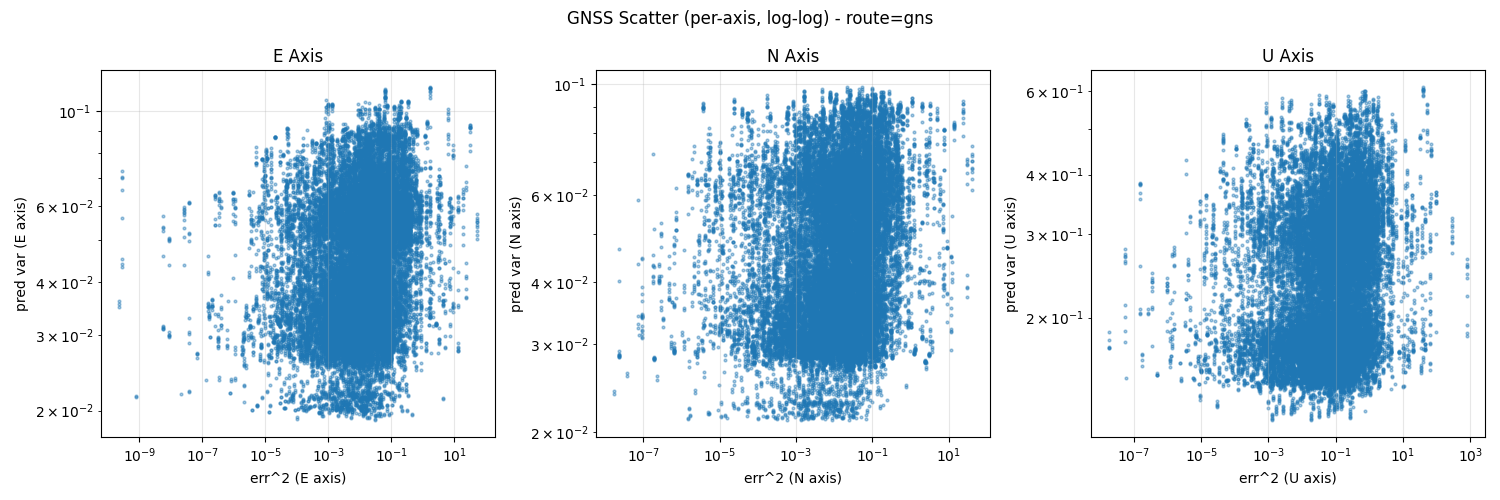 GNSS Scatter (per-axis, log-log) - route=gns
E Axis
pred var (E axis)
10^-1
6 × 10^-2
4 × 10^-2
3 × 10^-2
2 × 10^-2
10^-9 10^-7 10^-5 10^-3 10^-1 10^1
err^2 (E axis)
N Axis
pred var (N axis)
10^-1
6 × 10^-2
4 × 10^-2
3 × 10^-2
2 × 10^-2
10^-7 10^-5 10^-3 10^-1 10^1
err^2 (N axis)
U Axis
pred var (U axis)
6 × 10^-1
4 × 10^-1
3 × 10^-1
2 × 10^-1
10^-7 10^-5 10^-3 10^-1 10^1 10^3
err^2 (U axis)